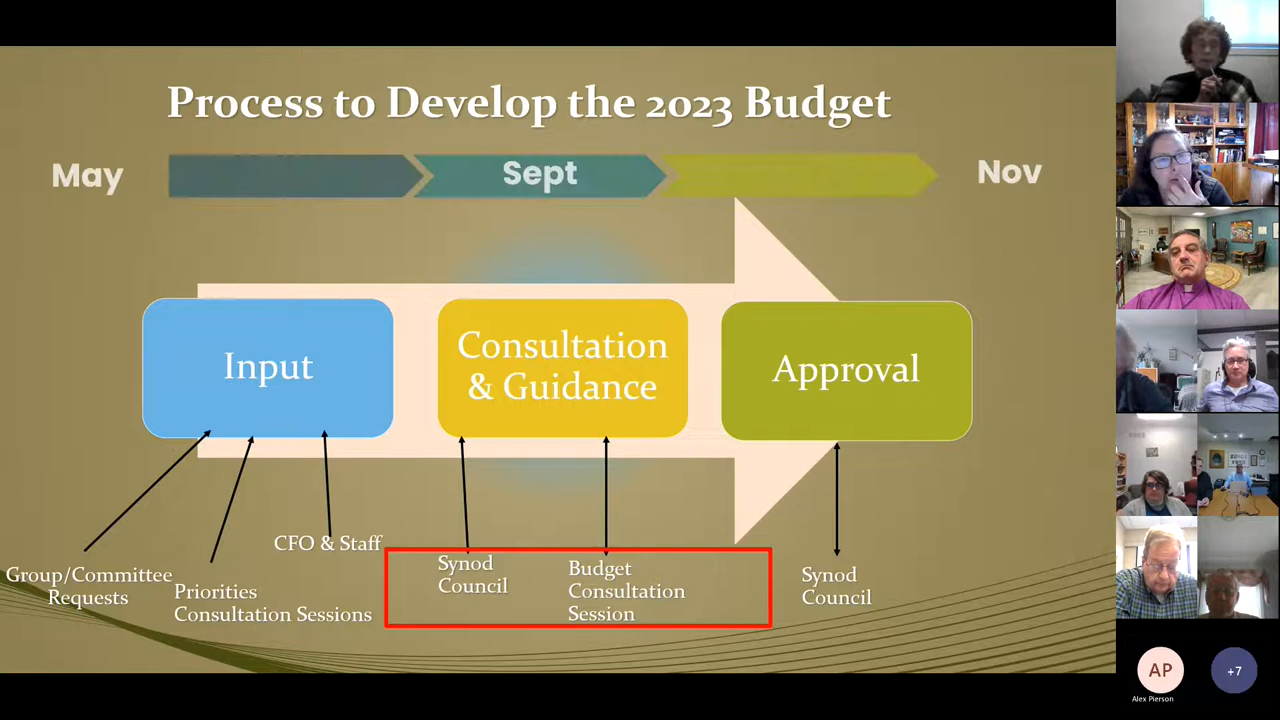 Process to Develop the 2023 Budget
May
Sept
Nov
Input
Consultation
& Guidance
Approval
CFO & Staff
Group/Committee
Requests
Priorities
Consultation Sessions
Synod
Council
Budget
Consultation
Session
Synod
Council
AP
Alex Pierson
+7